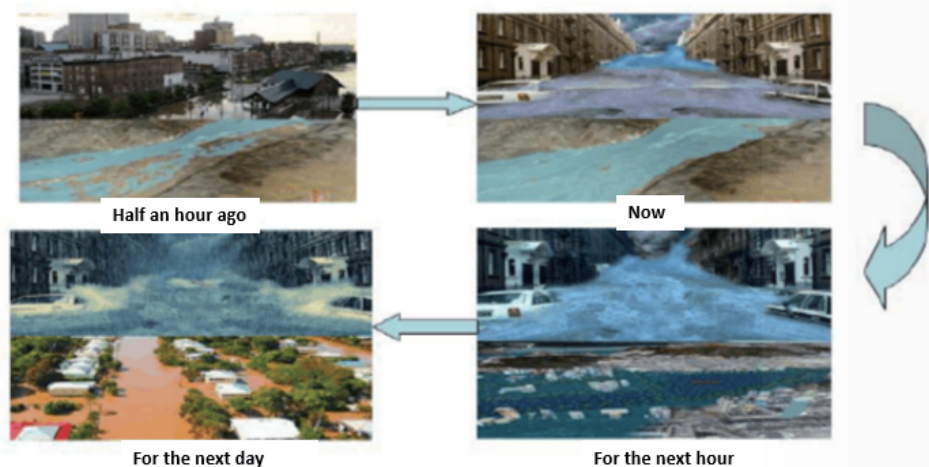 Half an hour ago
Now
For the next hour
For the next day